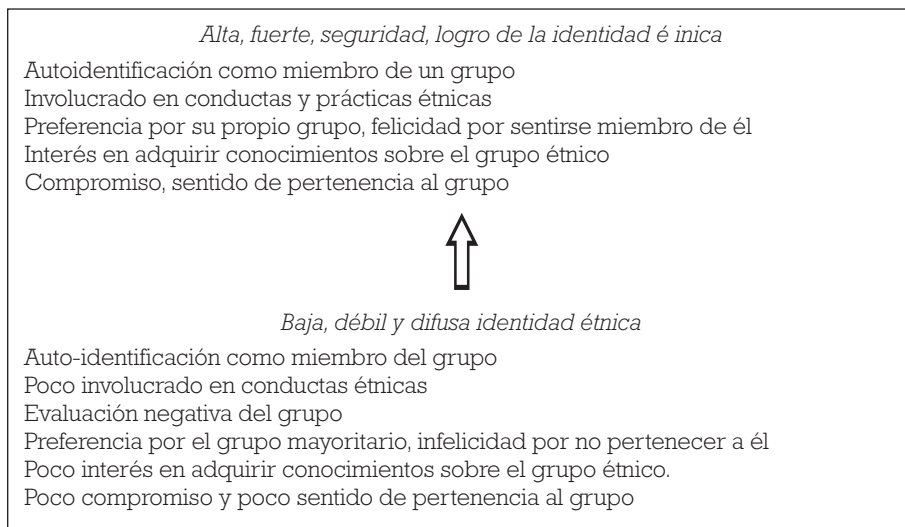 Alta, fuerte, seguridad, logro de la identidad é inica
Autoidentificación como miembro de un grupo
Involucrado en conductas y prácticas étnicas
Preferencia por su propio grupo, felicidad por sentirse miembro de él
Interés en adquirir conocimientos sobre el grupo étnico
Compromiso, sentido de pertenencia al grupo
Baja, débil y difusa identidad étnica
Auto-identificación como miembro del grupo
Poco involucrado en conductas étnicas
Evaluación negativa del grupo
Preferencia por el grupo mayoritario, infelicidad por no pertenecer a él
Poco interés en adquirir conocimientos sobre el grupo étnico.
Poco compromiso y poco sentido de pertenencia al grupo